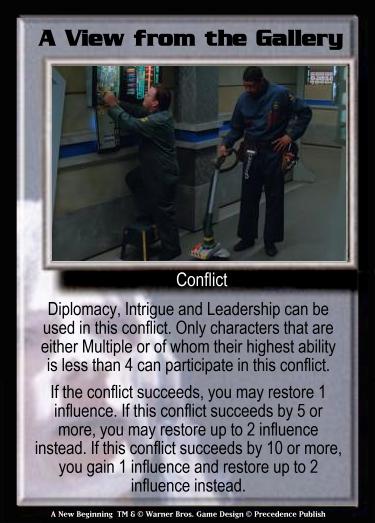 A View from the Gallery
Conflict
Diplomacy, Intrigue and Leadership can be
used in this conflict. Only characters that are
either Multiple or of whom their highest ability
is less than 4 can participate in this conflict.
If the conflict succeeds, you may restore 1
influence. If this conflict succeeds by 5 or
more, you may restore up to 2 influence
instead. If this conflict succeeds by 10 or more,
you gain 1 influence and restore up to 2
influence instead.
A New Beginning TM & © Warner Bros. Game Design © Precedence Publish